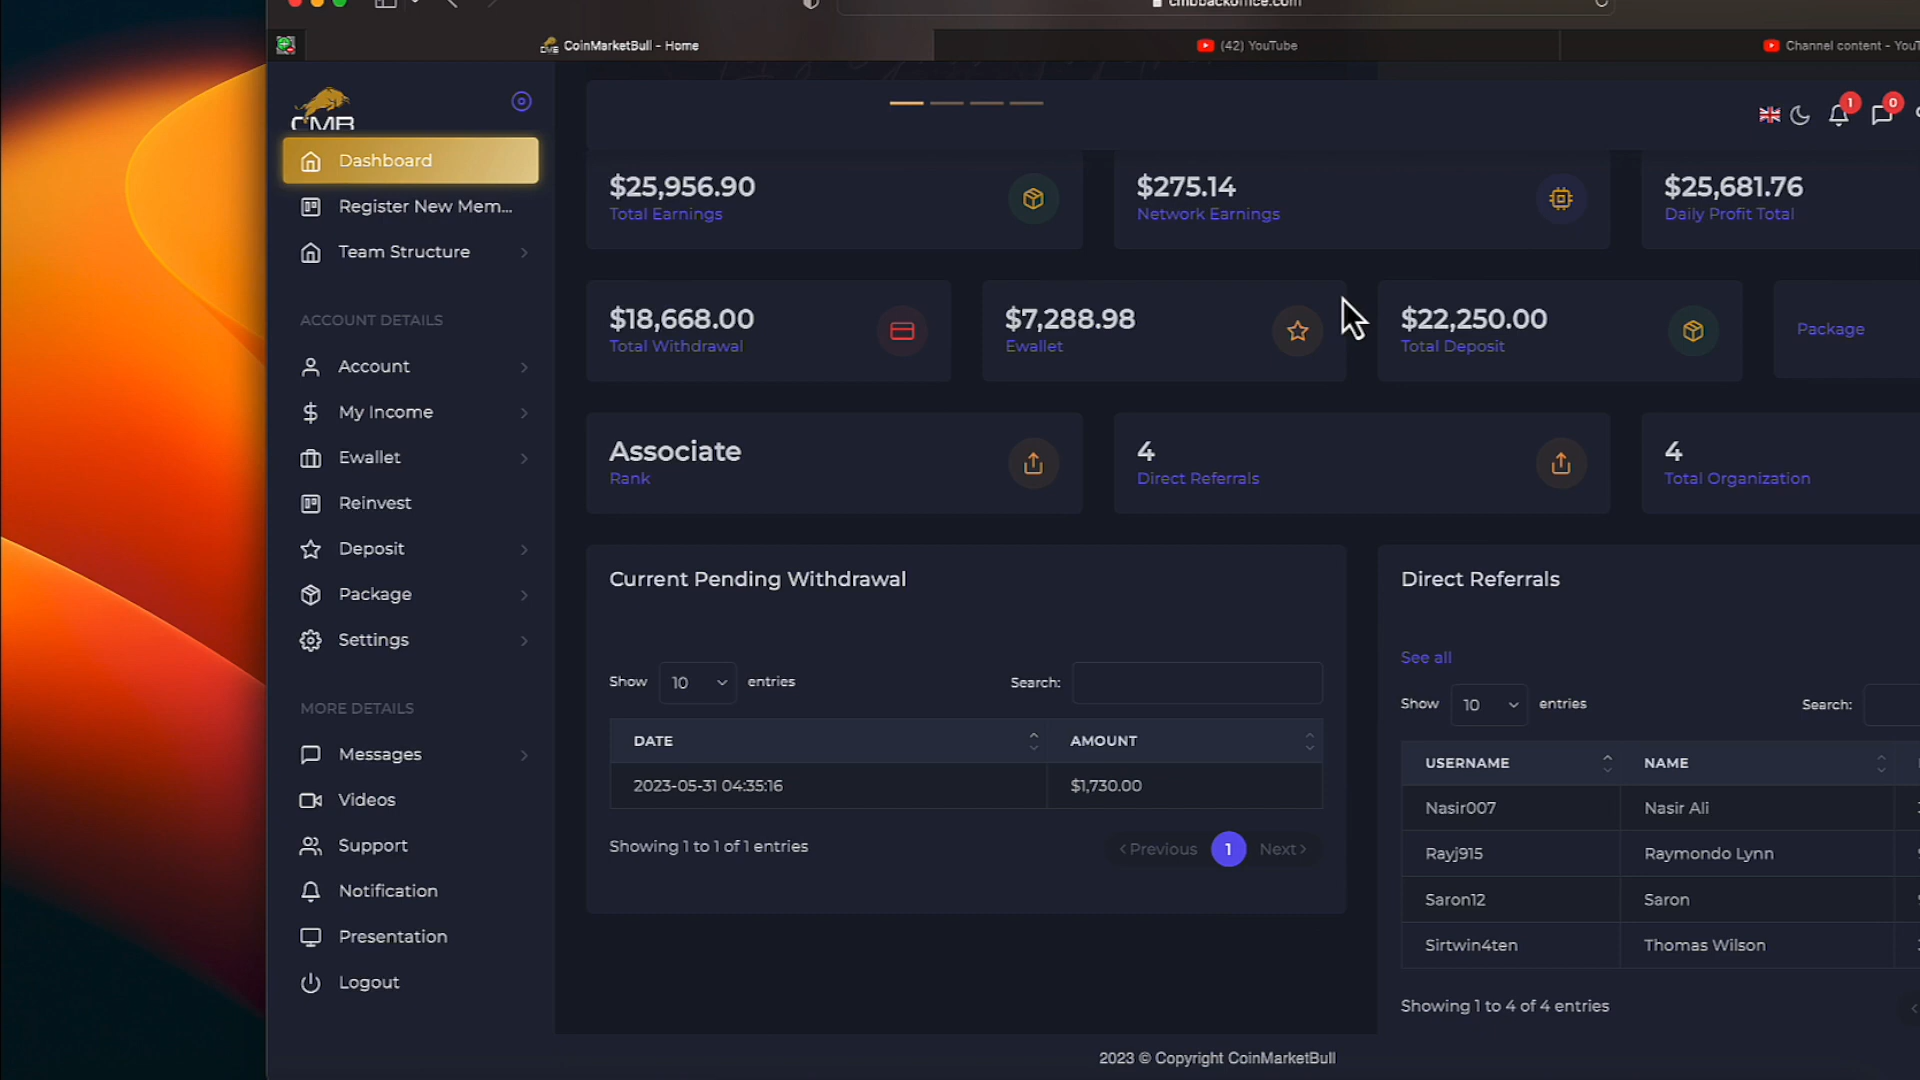 cmbbackoffice.com
CoinMarketBull - Home
(42) YouTube
Channel content - YouT
CMB
1
0
Dashboard
Register New Mem...
Team Structure
ACCOUNT DETAILS
Account
My Income
Ewallet
Reinvest
Deposit
Package
Settings
MORE DETAILS
Messages
Videos
Support
Notification
Presentation
Logout
$25,956.90
Total Earnings
$275.14
Network Earnings
$25,681.76
Daily Profit Total
$18,668.00
Total Withdrawal
$7,288.98
Ewallet
$22,250.00
Total Deposit
Package
Associate
Rank
4
Direct Referrals
4
Total Organization
Current Pending Withdrawal
Show 10 entries Search:
DATE AMOUNT
2023-05-31 04:35:16 $1,730.00
Showing 1 to 1 of 1 entries
Previous 1 Next
Direct Referrals
See all
Show 10 entries Search:
USERNAME NAME
Nasir007 Nasir Ali
Rayj915 Raymondo Lynn
Saron12 Saron
Sirtwin4ten Thomas Wilson
Showing 1 to 4 of 4 entries
2023 © Copyright CoinMarketBull